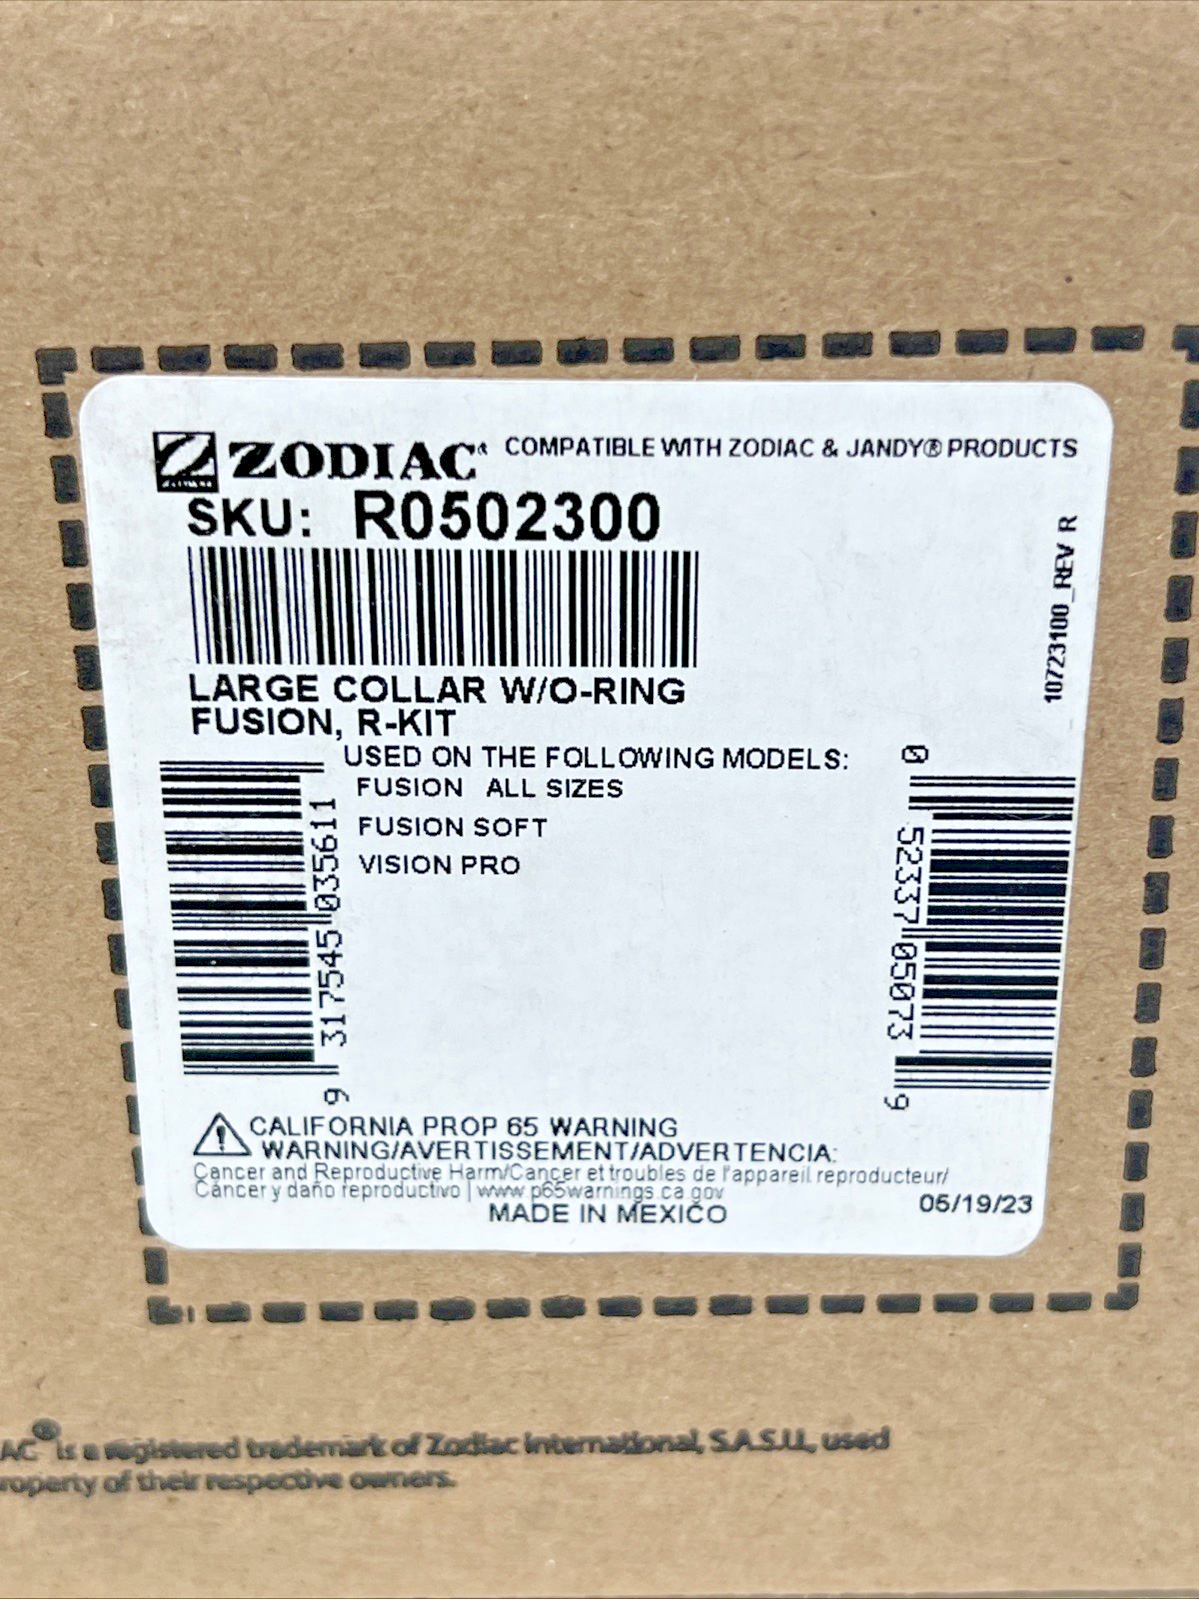 ZODIAC COMPATIBLE WITH ZODIAC & JANDY® PRODUCTS
SKU: R0502300
10723100_REV R
LARGE COLLAR W/O-RING
FUSION, R-KIT
USED ON THE FOLLOWING MODELS:
FUSION ALL SIZES
FUSION SOFT
VISION PRO
9 317545 035611
0 52337 05073 9
CALIFORNIA PROP 65 WARNING
WARNING/AVERTISSEMENT/ADVERTENCIA:
Cancer and Reproductive Harm/Cancer et troubles de l'appareil reproducteur/
Cáncer y daño reproductivo | www.p65warnings.ca.gov
MADE IN MEXICO
05/19/23
AC® is a registered trademark of Zodiac International, S.A.S.U., used
roperty of their respective owners.